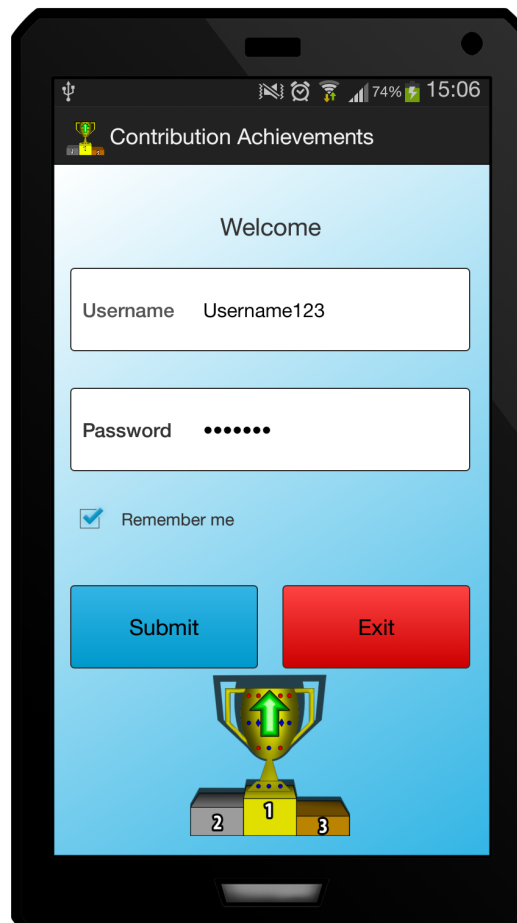 74% 15:06
Contribution Achievements
Welcome
Username Username123
Password •••••••
Remember me
Submit Exit
1
2 3